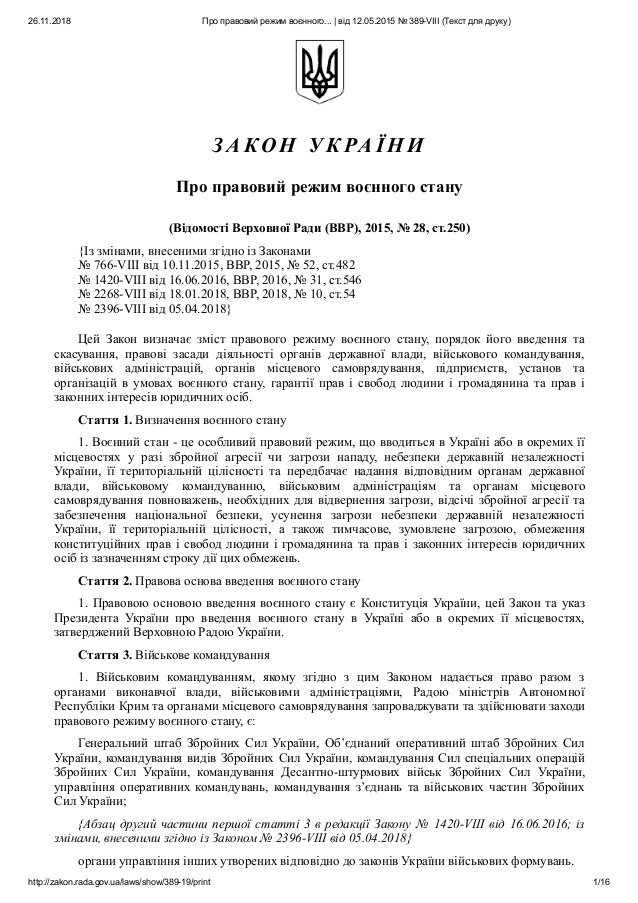 26.11.2018 Про правовий режим воєнного... | від 12.05.2015 № 389-VIII (Текст для друку)
ЗАКОН УКРАЇНИ
Про правовий режим воєнного стану
(Відомості Верховної Ради (ВВР), 2015, № 28, ст.250)
{Із змінами, внесеними згідно із Законами
№ 766-VIII від 10.11.2015, ВВР, 2015, № 52, ст.482
№ 1420-VIII від 16.06.2016, ВВР, 2016, № 31, ст.546
№ 2268-VIII від 18.01.2018, ВВР, 2018, № 10, ст.54
№ 2396-VIII від 05.04.2018}
Цей Закон визначає зміст правового режиму воєнного стану, порядок його введення та
скасування, правові засади діяльності органів державної влади, військового командування,
військових адміністрацій, органів місцевого самоврядування, підприємств, установ та
організацій в умовах воєнного стану, гарантії прав і свобод людини і громадянина та прав і
законних інтересів юридичних осіб.
Стаття 1. Визначення воєнного стану
1. Воєнний стан - це особливий правовий режим, що вводиться в Україні або в окремих її
місцевостях у разі збройної агресії чи загрози нападу, небезпеки державній незалежності
України, її територіальній цілісності та передбачає надання відповідним органам державної
влади, військовому командуванню, військовим адміністраціям та органам місцевого
самоврядування повноважень, необхідних для відвернення загрози, відсічі збройної агресії та
забезпечення національної безпеки, усунення загрози небезпеки державній незалежності
України, її територіальній цілісності, а також тимчасове, зумовлене загрозою, обмеження
конституційних прав і свобод людини і громадянина та прав і законних інтересів юридичних
осіб із зазначенням строку дії цих обмежень.
Стаття 2. Правова основа введення воєнного стану
1. Правовою основою введення воєнного стану є Конституція України, цей Закон та указ
Президента України про введення воєнного стану в Україні або в окремих її місцевостях,
затверджений Верховною Радою України.
Стаття 3. Військове командування
1. Військовим командуванням, якому згідно з цим Законом надається право разом з
органами виконавчої влади, військовими адміністраціями, Радою міністрів Автономної
Республіки Крим та органами місцевого самоврядування запроваджувати та здійснювати заходи
правового режиму воєнного стану, є:
Генеральний штаб Збройних Сил України, Об’єднаний оперативний штаб Збройних Сил
України, командування видів Збройних Сил України, командування Сил спеціальних операцій
Збройних Сил України, командування Десантно-штурмових військ Збройних Сил України,
управління оперативних командувань, командування з’єднань та військових частин Збройних
Сил України;
{Абзац другий частини першої статті 3 в редакції Закону № 1420-VIII від 16.06.2016; із
змінами, внесеними згідно із Законом № 2396-VIII від 05.04.2018}
органи управління інших утворених відповідно до законів України військових формувань.
http://zakon.rada.gov.ua/laws/show/389-19/print 1/16